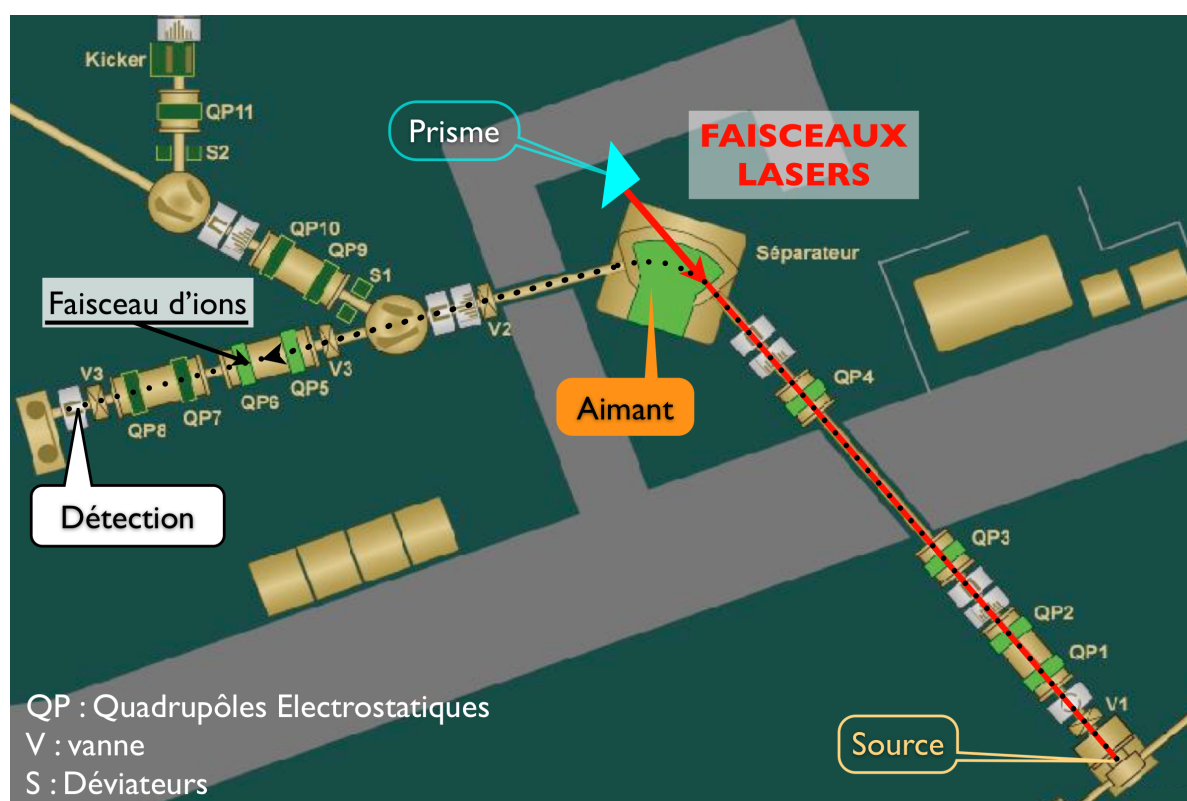 Kicker
QP11
S2
Prisme
FAISCEAUX
LASERS
QP10
QP9
S1
Séparateur
Faisceau d'ions
V2
V3
V3
QP5
QP6
QP7
QP8
QP4
Aimant
Détection
QP3
QP2
QP1
V1
Source
QP : Quadrupôles Electrostatiques
V : vanne
S : Déviateurs